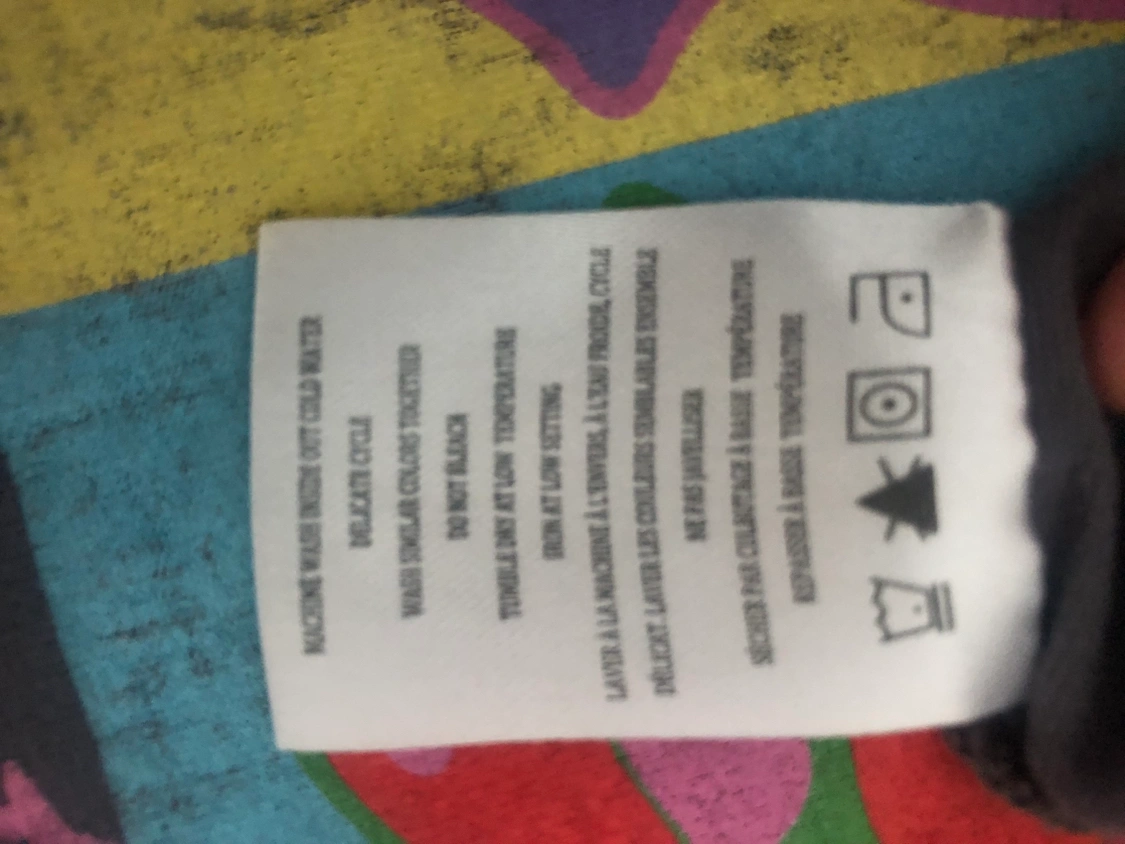 MACHINE WASH INSIDE OUT COLD WATER
DELICATE CYCLE
WASH SIMILAR COLORS TOGETHER
DO NOT BLEACH
TUMBLE DRY AT LOW TEMPERATURE
IRON AT LOW SETTING
LAVER À LA MACHINE À L'ENVERS, À L'EAU FROIDE, CYCLE
DÉLICAT. LAVER LES COULEURS SEMBLABLES ENSEMBLE
NE PAS JAVELLISER
SÉCHER PAR CULBUTAGE À BASSE TEMPÉRATURE
REPASSER À BASSE TEMPÉRATURE